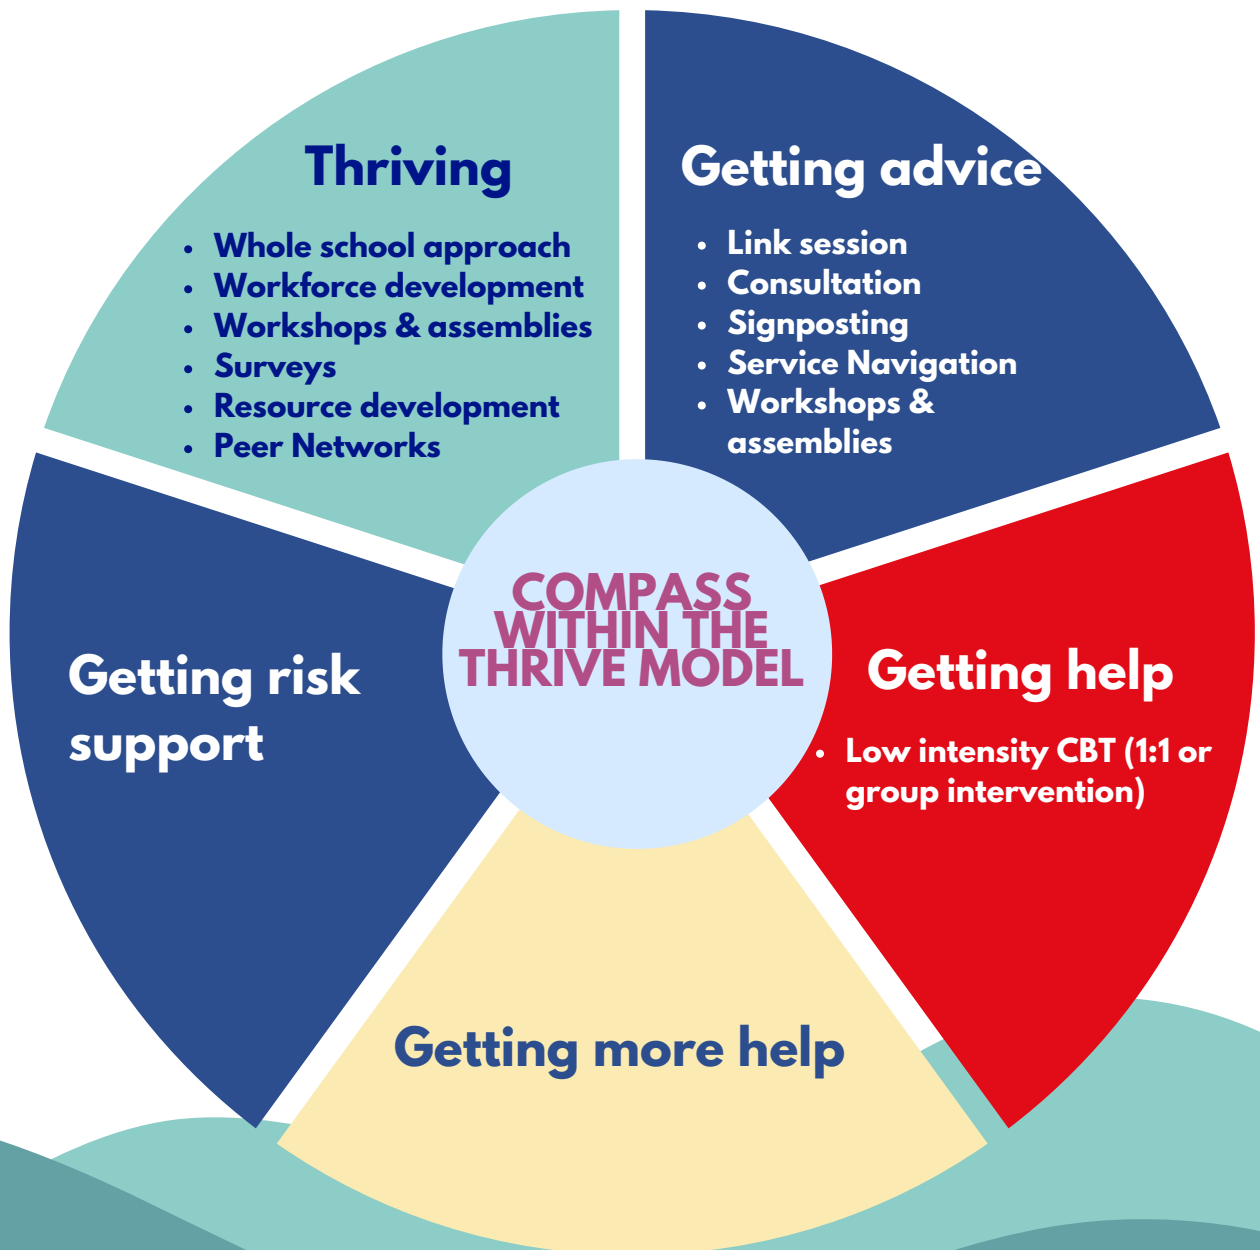 Thriving
• Whole school approach
• Workforce development
• Workshops & assemblies
• Surveys
• Resource development
• Peer Networks
Getting advice
• Link session
• Consultation
• Signposting
• Service Navigation
• Workshops &
assemblies
COMPASS
WITHIN THE
THRIVE MODEL
Getting risk
support
Getting help
• Low intensity CBT (1:1 or
group intervention)
Getting more help